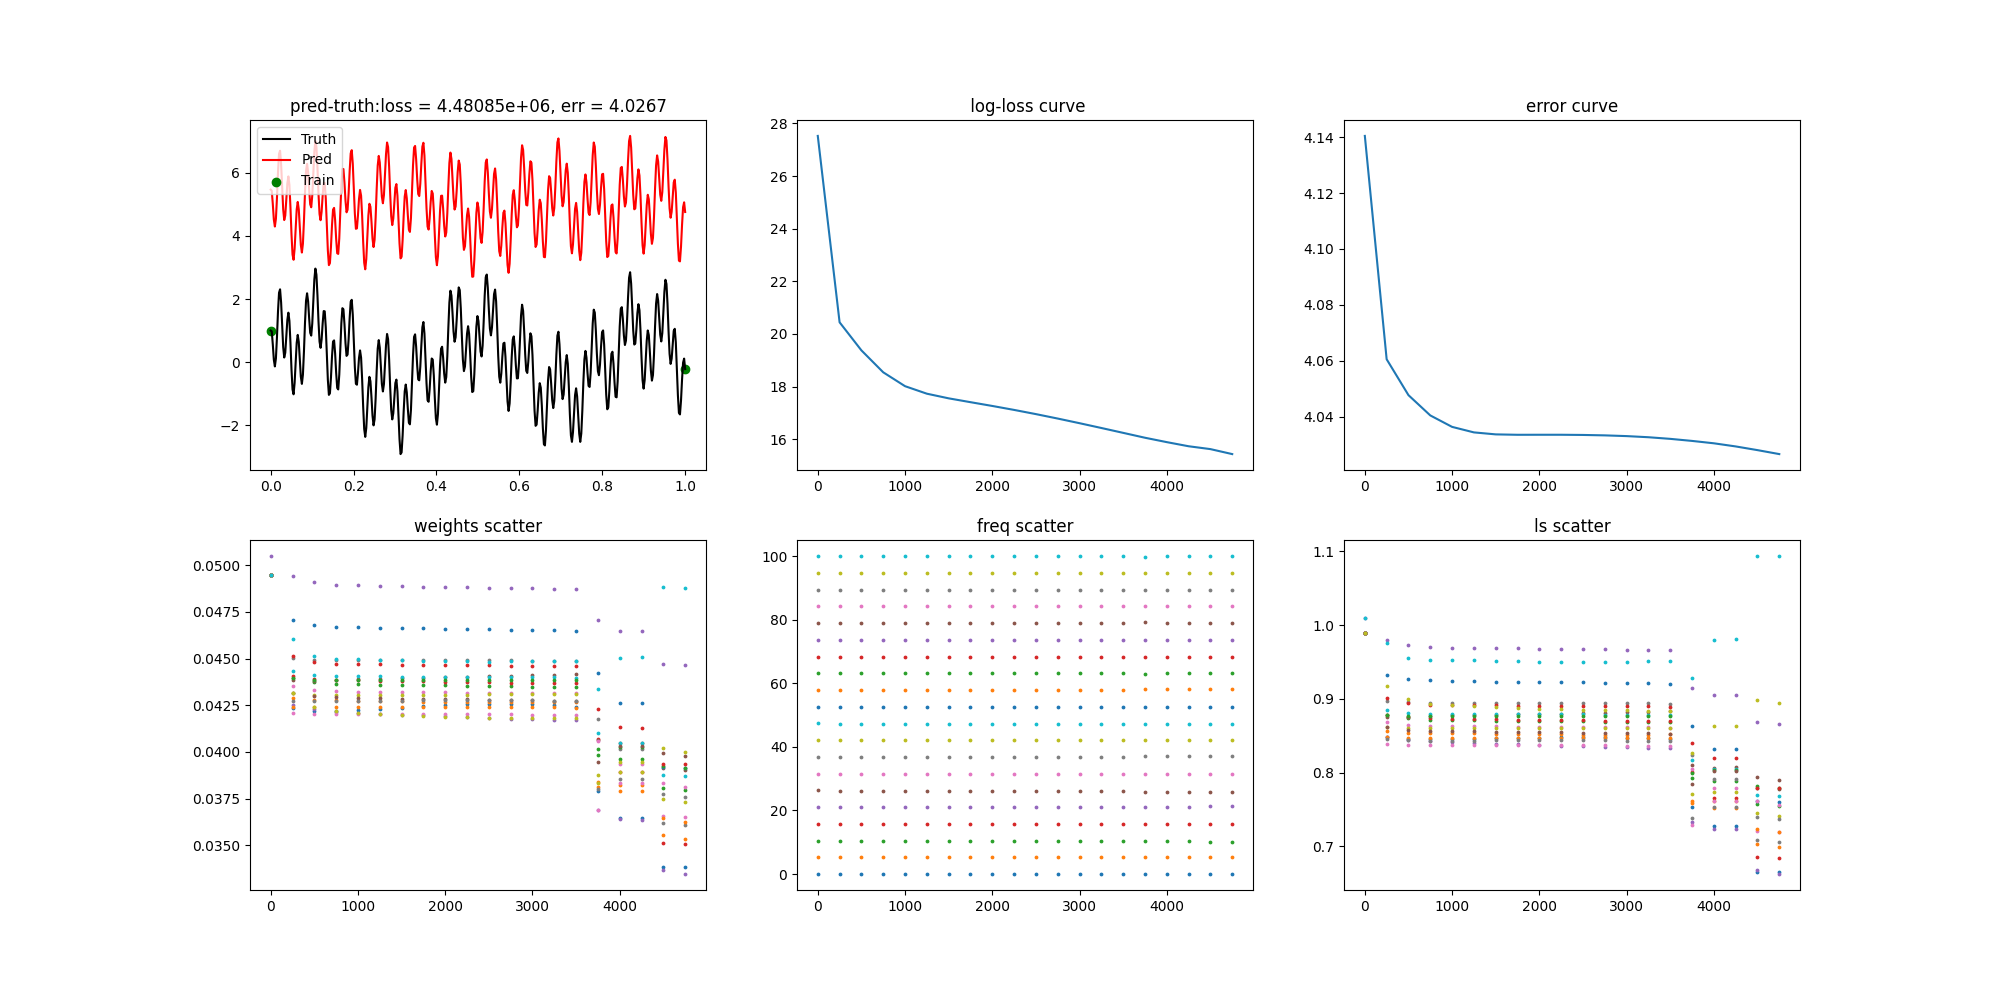 pred-truth:loss = 4.48085e+06, err = 4.0267
Truth
Pred
Train
6
4
2
0
−2
0.0 0.2 0.4 0.6 0.8 1.0
log-loss curve
28
26
24
22
20
18
16
0 1000 2000 3000 4000
error curve
4.14
4.12
4.10
4.08
4.06
4.04
0 1000 2000 3000 4000
weights scatter
0.0500
0.0475
0.0450
0.0425
0.0400
0.0375
0.0350
0 1000 2000 3000 4000
freq scatter
100
80
60
40
20
0
0 1000 2000 3000 4000
ls scatter
1.1
1.0
0.9
0.8
0.7
0 1000 2000 3000 4000